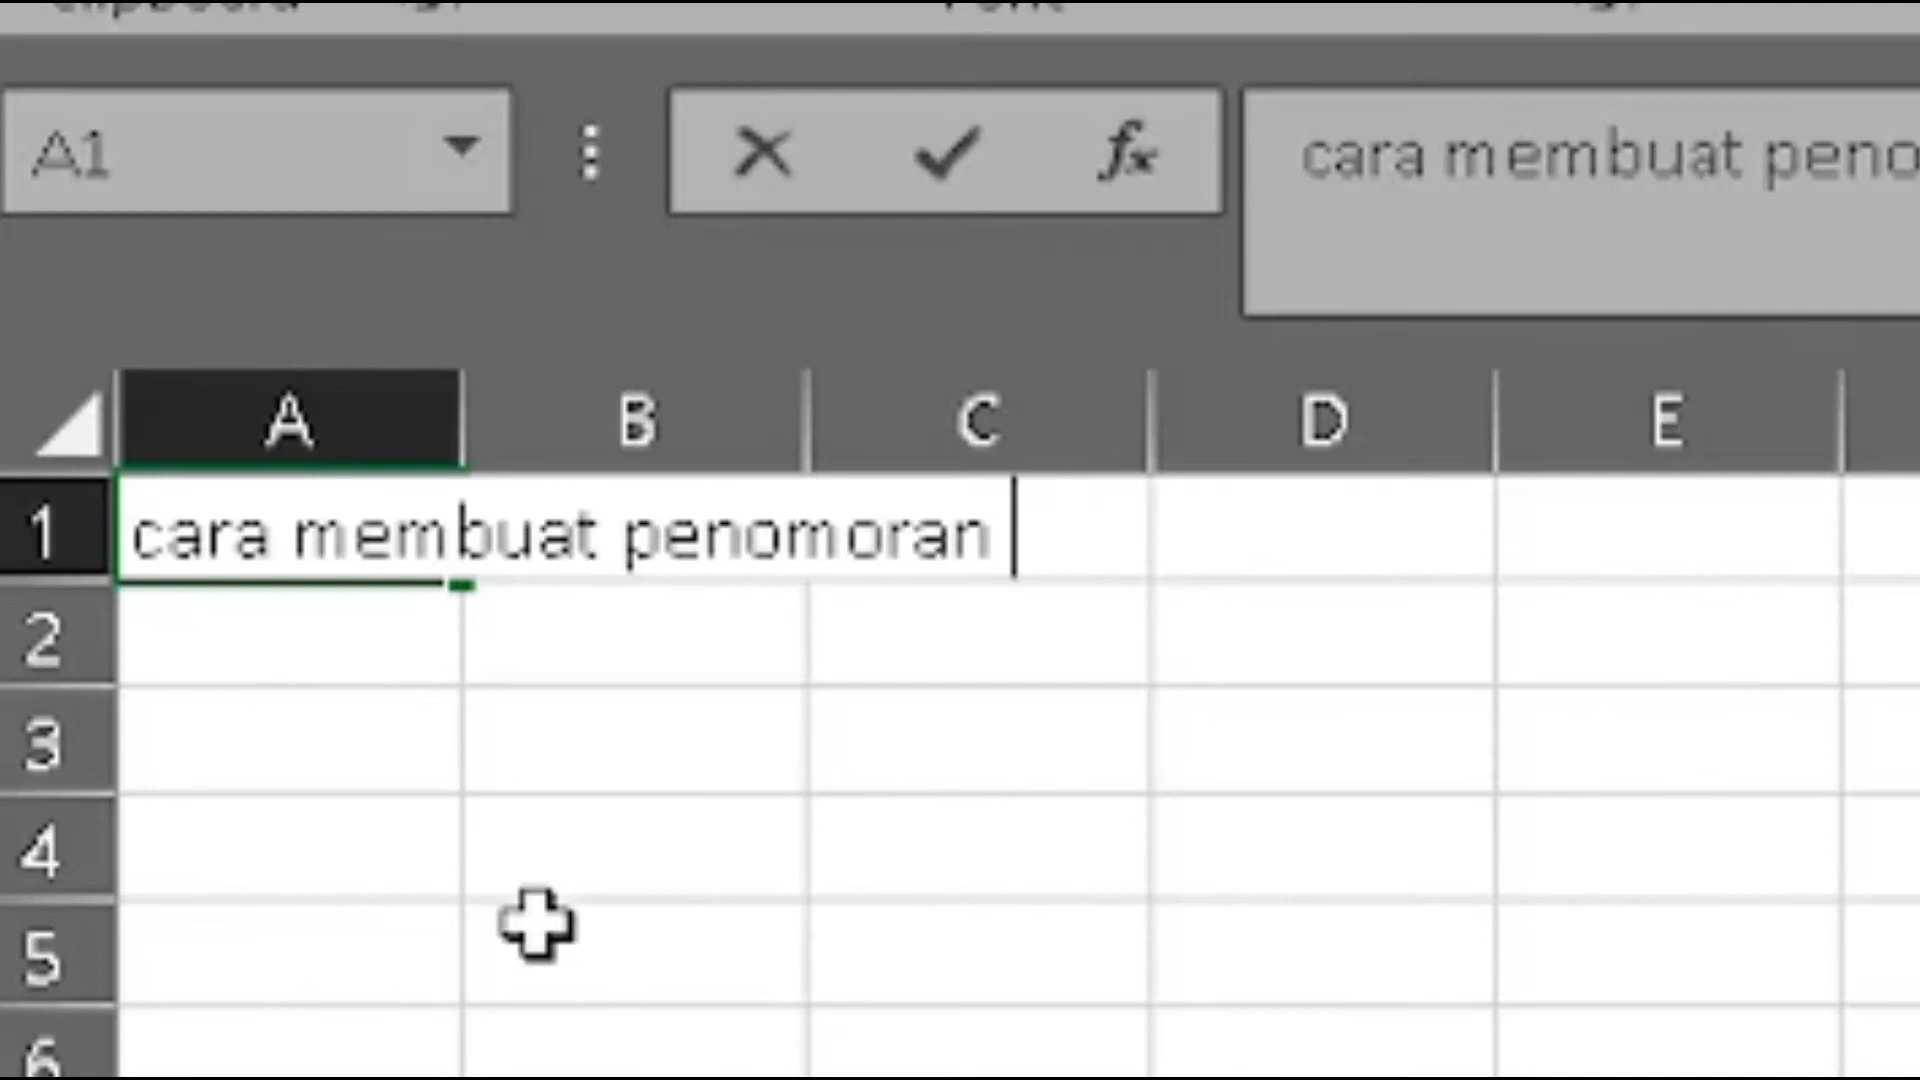 A1
fx
cara membuat peno
A B C D E
1 cara membuat penomoran
2
3
4
5
6